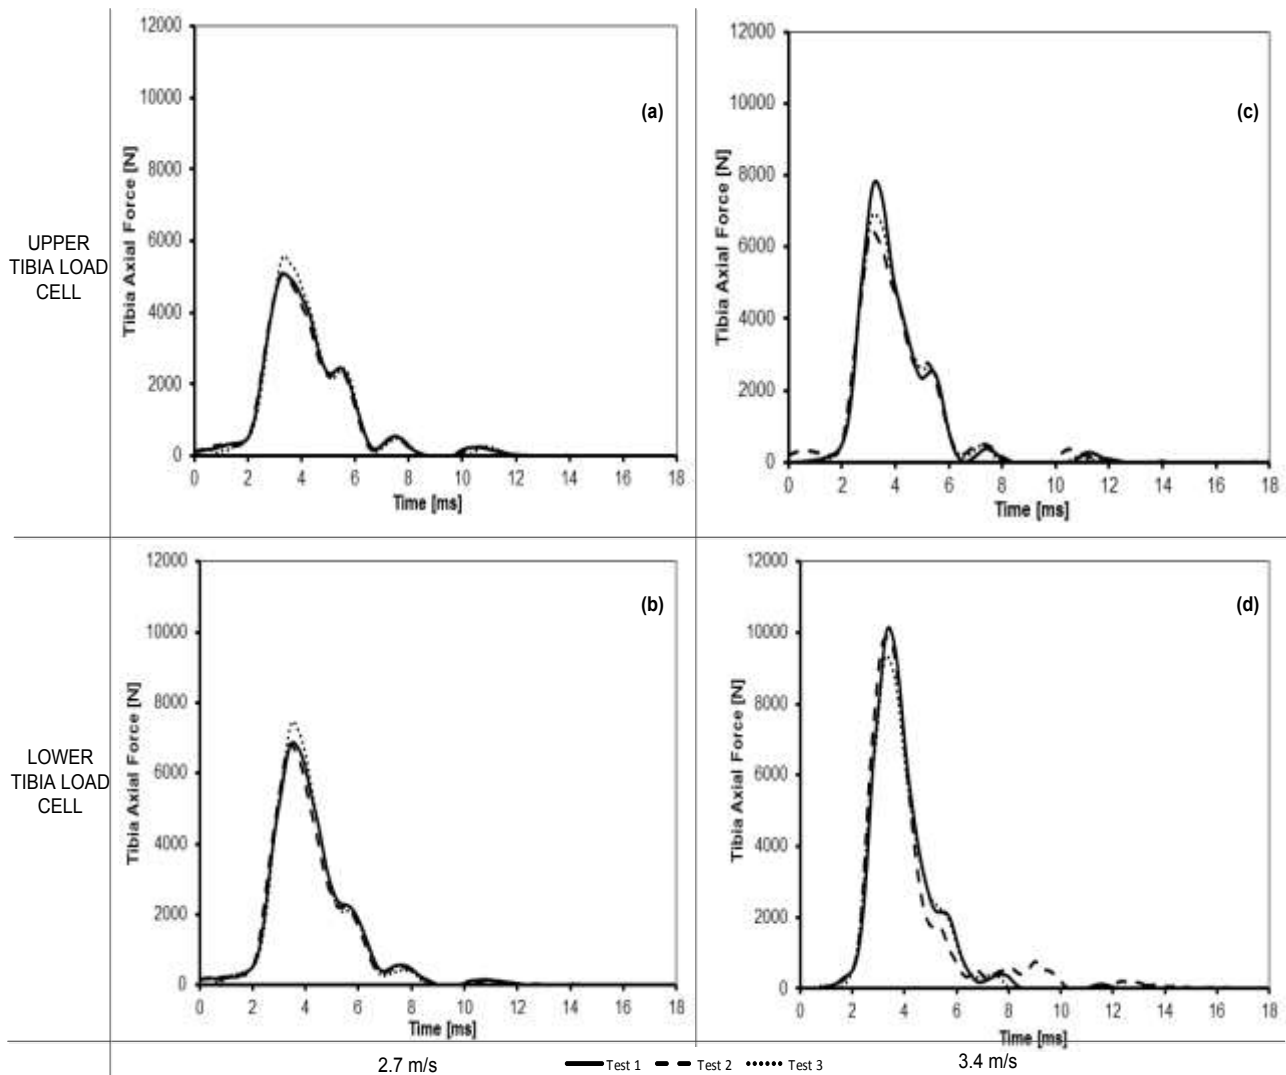 UPPER
TIBIA LOAD
CELL
Tibia Axial Force [N]
12000
10000
8000
6000
4000
2000
0
(a)
0 2 4 6 8 10 12 14 16 18
Time [ms]
Tibia Axial Force [N]
12000
10000
8000
6000
4000
2000
0
(c)
0 2 4 6 8 10 12 14 16 18
Time [ms]
LOWER
TIBIA LOAD
CELL
Tibia Axial Force [N]
12000
10000
8000
6000
4000
2000
0
(b)
0 2 4 6 8 10 12 14 16 18
Time [ms]
Tibia Axial Force [N]
12000
10000
8000
6000
4000
2000
0
(d)
0 2 4 6 8 10 12 14 16 18
Time [ms]
2.7 m/s Test 1 Test 2 Test 3 3.4 m/s